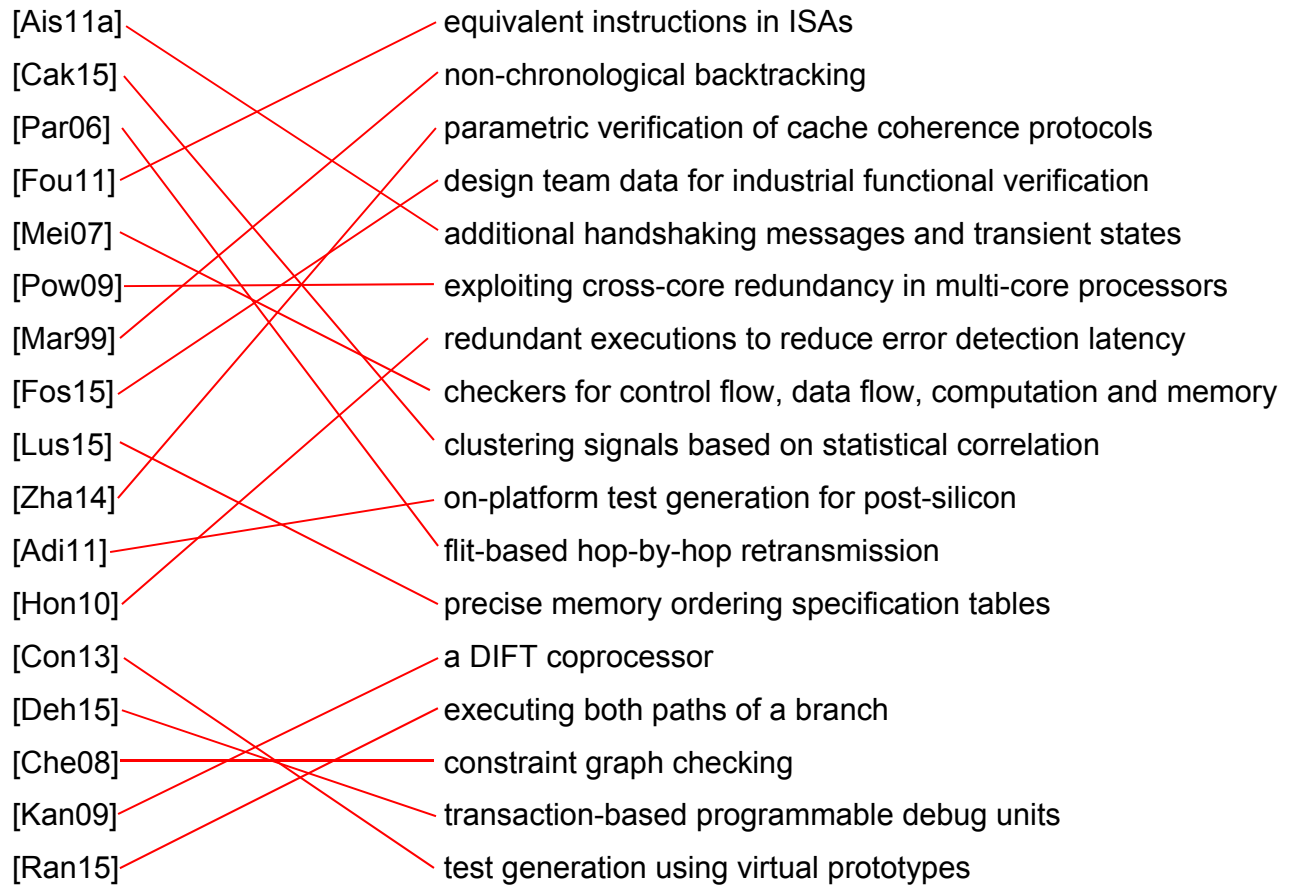 [Ais11a] equivalent instructions in ISAs
[Cak15] non-chronological backtracking
[Par06] parametric verification of cache coherence protocols
[Fou11] design team data for industrial functional verification
[Mei07] additional handshaking messages and transient states
[Pow09] exploiting cross-core redundancy in multi-core processors
[Mar99] redundant executions to reduce error detection latency
[Fos15] checkers for control flow, data flow, computation and memory
[Lus15] clustering signals based on statistical correlation
[Zha14] on-platform test generation for post-silicon
[Adi11] flit-based hop-by-hop retransmission
[Hon10] precise memory ordering specification tables
[Con13] a DIFT coprocessor
[Deh15] executing both paths of a branch
[Che08] constraint graph checking
[Kan09] transaction-based programmable debug units
[Ran15] test generation using virtual prototypes